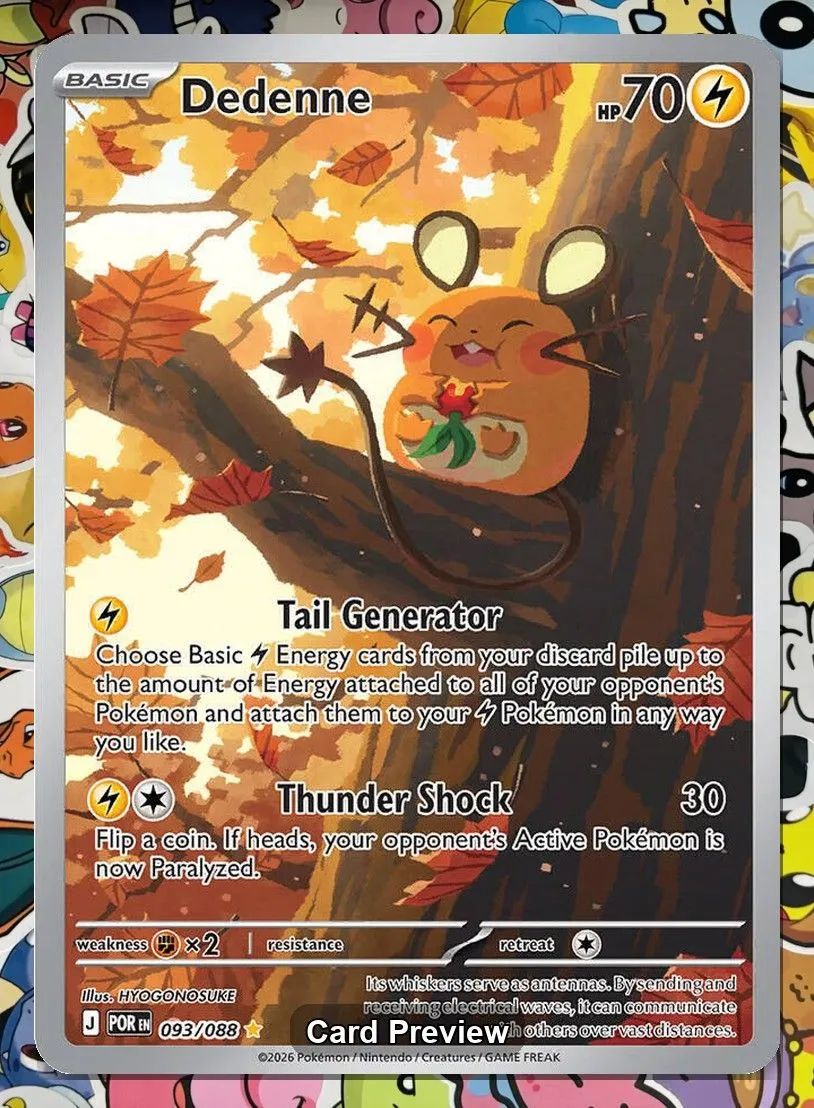 BASIC
Dedenne
HP 70
Tail Generator
Choose Basic Energy cards from your discard pile up to
the amount of Energy attached to all of your opponent's
Pokémon and attach them to your Pokémon in any way
you like.
Thunder Shock 30
Flip a coin. If heads, your opponent's Active Pokémon is
now Paralyzed.
weakness ×2 resistance retreat
Its whiskers serve as antennas. By sending and
receiving electrical waves, it can communicate
others over vast distances.
Illus. HYOGONOSUKE
J POR EN 093/088
Card Preview
©2026 Pokémon / Nintendo / Creatures / GAME FREAK